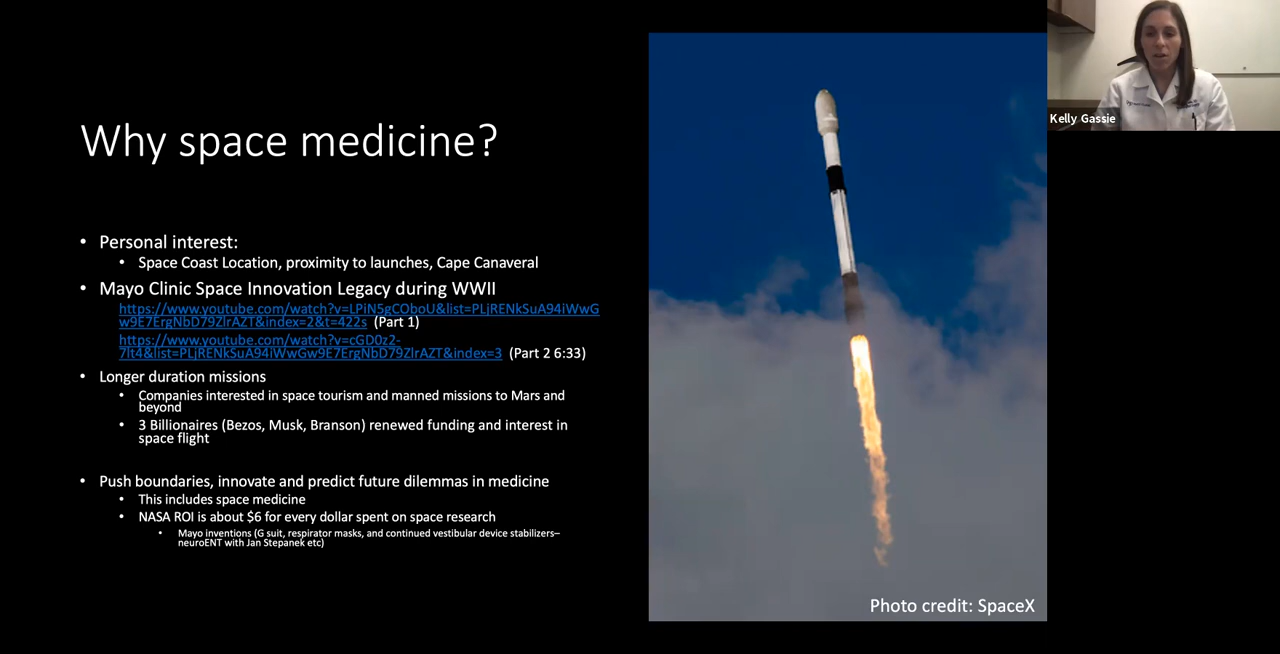 Why space medicine?
• Personal interest:
• Space Coast Location, proximity to launches, Cape Canaveral
• Mayo Clinic Space Innovation Legacy during WWII
https://www.youtube.com/watch?v=LPiN5gCOboU&list=PLjRENkSuA94iWwG
w9E7ErgNbD79ZlrAZT&index=2&t=422s (Part 1)
https://www.youtube.com/watch?v=cGD0z2-
7lt4&list=PLjRENkSuA94iWwGw9E7ErgNbD79ZlrAZT&index=3 (Part 2 6:33)
• Longer duration missions
• Companies interested in space tourism and manned missions to Mars and
beyond
• 3 Billionaires (Bezos, Musk, Branson) renewed funding and interest in
space flight
• Push boundaries, innovate and predict future dilemmas in medicine
• This includes space medicine
• NASA ROI is about $6 for every dollar spent on space research
• Mayo inventions (G suit, respirator masks, and continued vestibular device stabilizers–
neuroENT with Jan Stepanek etc)
Photo credit: SpaceX
Kelly Gassie